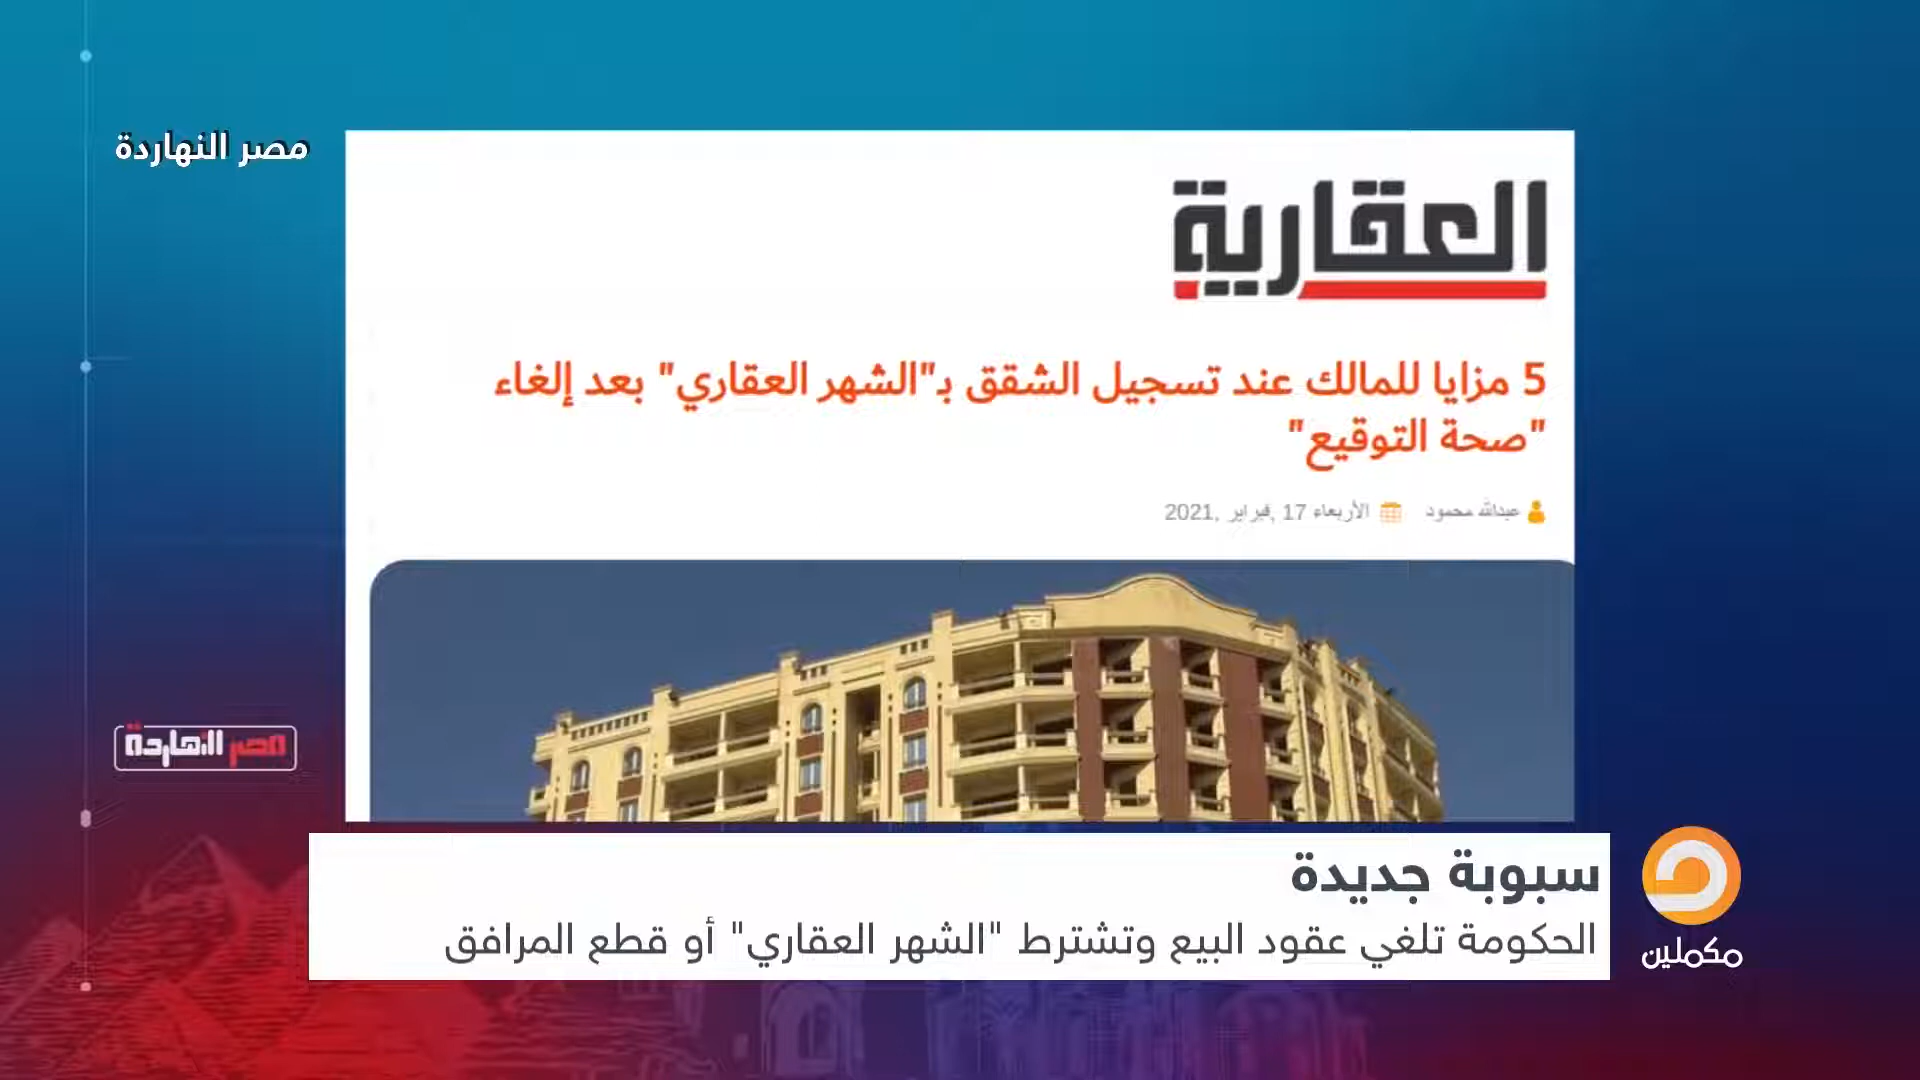 مصر النهاردة
العقارية
5 مزايا للمالك عند تسجيل الشقق بـ"الشهر العقاري" بعد إلغاء
"صحة التوقيع"
عبدالله محمود الأربعاء 17 ,فبراير ,2021
مصر النهاردة
سبوبة جديدة
الحكومة تلغي عقود البيع وتشترط "الشهر العقاري" أو قطع المرافق
مكملين